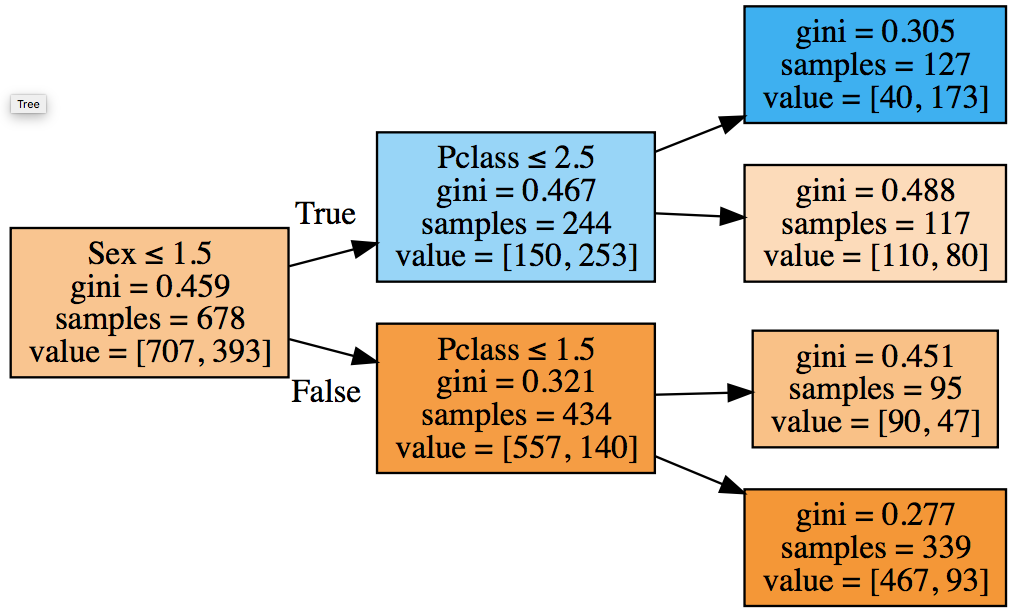 Tree
Sex ≤ 1.5
gini = 0.459
samples = 678
value = [707, 393]
True
False
Pclass ≤ 2.5
gini = 0.467
samples = 244
value = [150, 253]
Pclass ≤ 1.5
gini = 0.321
samples = 434
value = [557, 140]
gini = 0.305
samples = 127
value = [40, 173]
gini = 0.488
samples = 117
value = [110, 80]
gini = 0.451
samples = 95
value = [90, 47]
gini = 0.277
samples = 339
value = [467, 93]